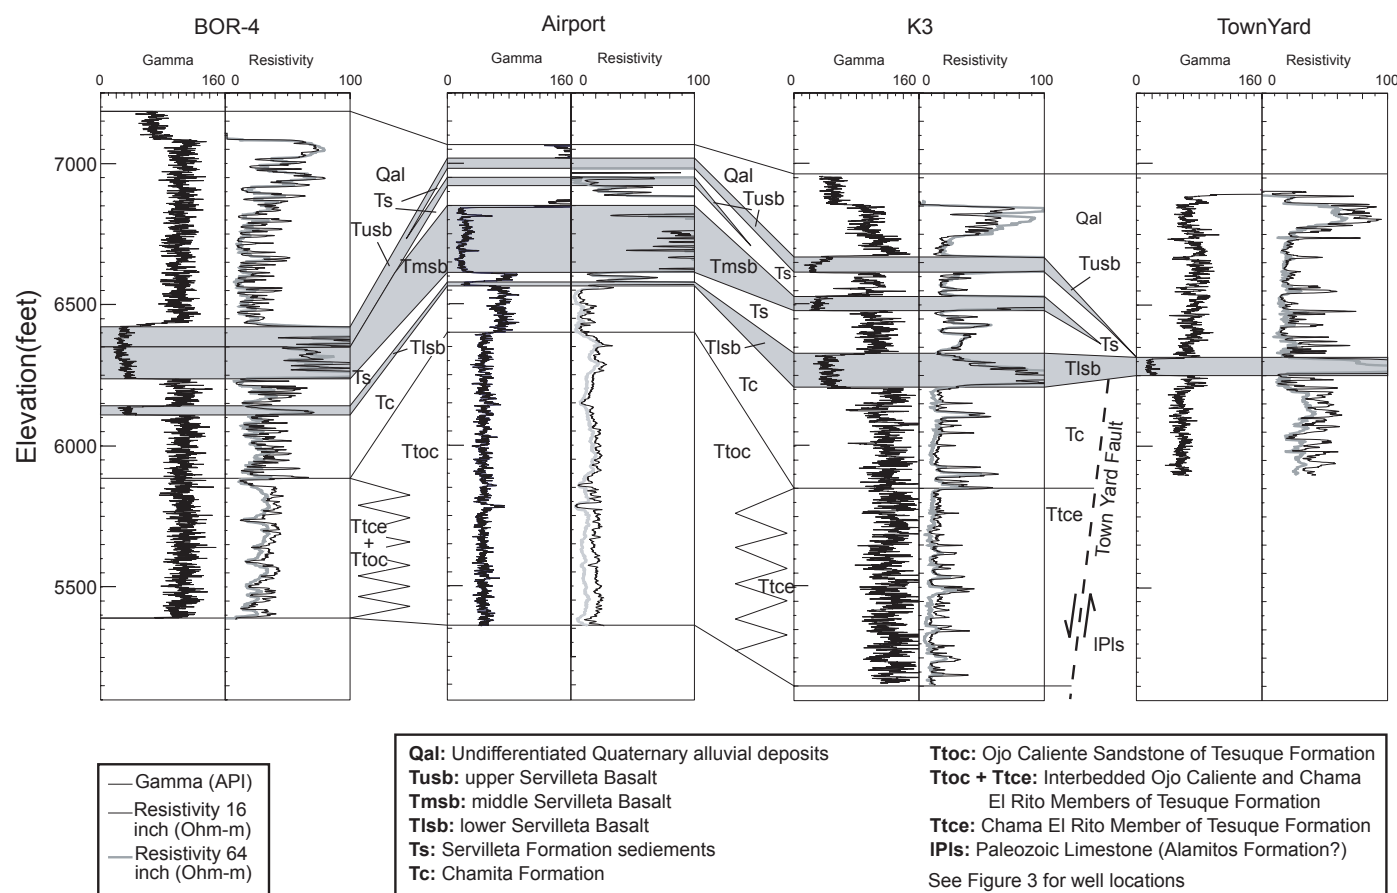 BOR-4
Airport
K3
TownYard
Gamma
Resistivity
Gamma
Resistivity
Gamma
Resistivity
Gamma
Resistivity
0
160
0
100
0
160
0
100
0
160
0
100
0
160
0
100
Elevation(feet)
7000
6500
6000
5500
Qal
Ts
Tusb
Tmsb
Ts
Tlsb
Tc
Ttoc
Ttce
+
Ttoc
Qal
Tusb
Ts
Tmsb
Ts
Tlsb
Tc
Ttoc
Ttce
Qal
Tusb
Ts
Tlsb
Tc
Ttce
Town Yard Fault
IPls
Gamma (API)
Resistivity 16
inch (Ohm-m)
Resistivity 64
inch (Ohm-m)
Qal: Undifferentiated Quaternary alluvial deposits
Tusb: upper Servilleta Basalt
Tmsb: middle Servilleta Basalt
Tlsb: lower Servilleta Basalt
Ts: Servilleta Formation sediements
Tc: Chamita Formation
Ttoc: Ojo Caliente Sandstone of Tesuque Formation
Ttoc + Ttce: Interbedded Ojo Caliente and Chama
El Rito Members of Tesuque Formation
Ttce: Chama El Rito Member of Tesuque Formation
IPls: Paleozoic Limestone (Alamitos Formation?)
See Figure 3 for well locations